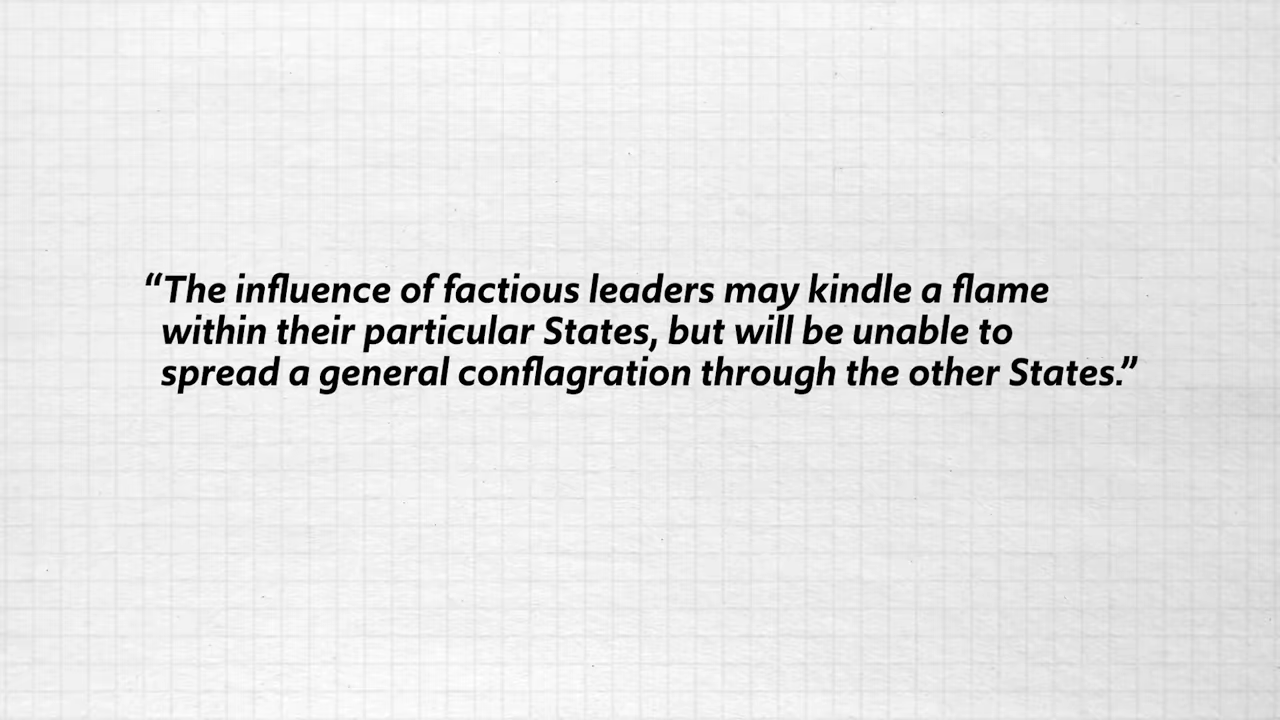 “The influence of factious leaders may kindle a flame
within their particular States, but will be unable to
spread a general conflagration through the other States.”